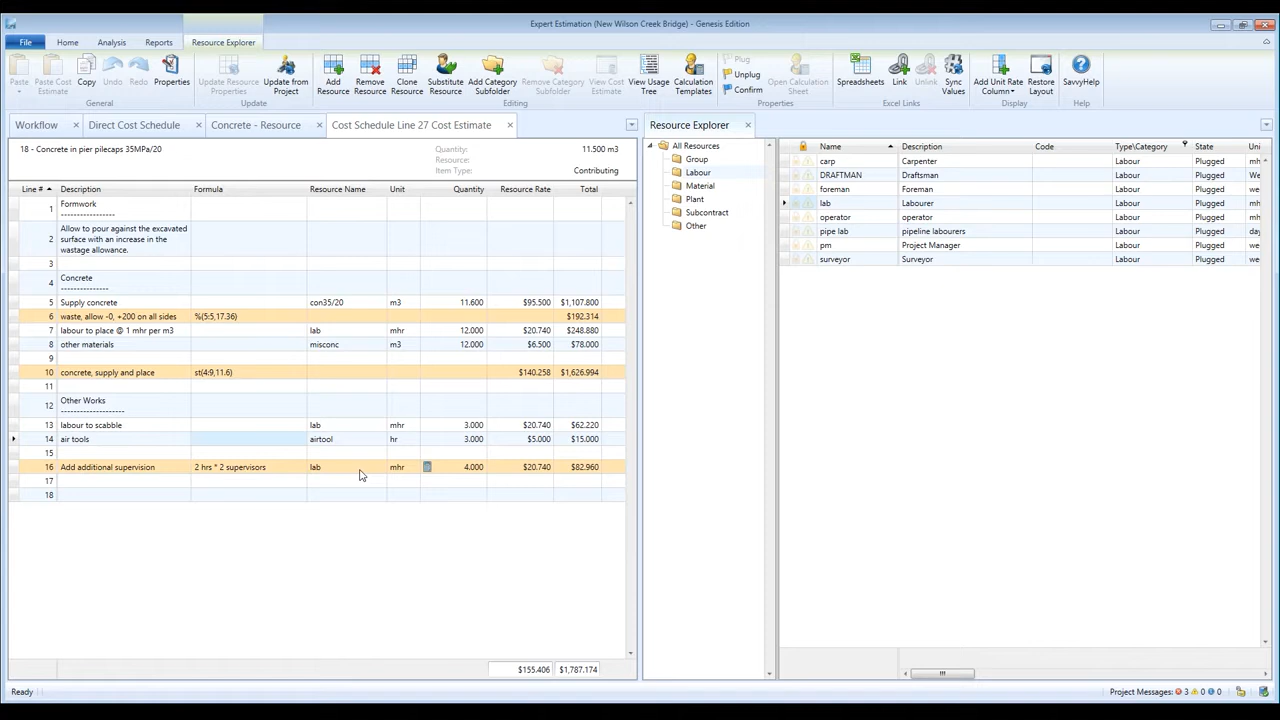 Expert Estimation (New Wilson Creek Bridge) - Genesis Edition
File Home Analysis Reports Resource Explorer
Paste Paste Cost Estimate Copy Undo Redo Properties Update Resource Properties Update from Project Add Resource Remove Resource Clone Resource Substitute Resource Add Category Subfolder Remove Category Subfolder View Cost Estimate View Usage Tree Calculation Templates Plug Unplug Confirm Open Calculation Sheet Spreadsheets Link Unlink Sync Values Add Unit Rate Column Restore Layout SavvyHelp
General Update Editing Properties Excel Links Display Help
Workflow Direct Cost Schedule Concrete - Resource Cost Schedule Line 27 Cost Estimate Resource Explorer
18 - Concrete in pier pilecaps 35MPa/20
Quantity: 11.500 m3
Resource:
Item Type: Contributing
Line # Description Formula Resource Name Unit Quantity Resource Rate Total
1 Formwork
-----------------
2 Allow to pour against the excavated
surface with an increase in the
wastage allowance.
3
4 Concrete
---------------
5 Supply concrete con35/20 m3 11.600 $95.500 $1,107.800
6 waste, allow -0, +200 on all sides %(5:5,17.36) $192.314
7 labour to place @ 1 mhr per m3 lab mhr 12.000 $20.740 $248.880
8 other materials misconc m3 12.000 $6.500 $78.000
9
10 concrete, supply and place st(4:9,11.6) $140.258 $1,626.994
11
12 Other Works
--------------------
13 labour to scabble lab mhr 3.000 $20.740 $62.220
14 air tools airtool hr 3.000 $5.000 $15.000
15
16 Add additional supervision 2 hrs * 2 supervisors lab mhr 4.000 $20.740 $82.960
17
18
$155.406 $1,787.174
All Resources
Group
Labour
Material
Plant
Subcontract
Other
Name Description Code Type\Category State Uni
carp Carpenter Labour Plugged mh
DRAFTMAN Draftsman Labour Plugged We
foreman Foreman Labour Plugged we
lab Labourer Labour Plugged mh
operator operator Labour Plugged mh
pipe lab pipeline labourers Labour Plugged day
pm Project Manager Labour Plugged we
surveyor Surveyor Labour Plugged we
Ready
Project Messages: 3 0 0